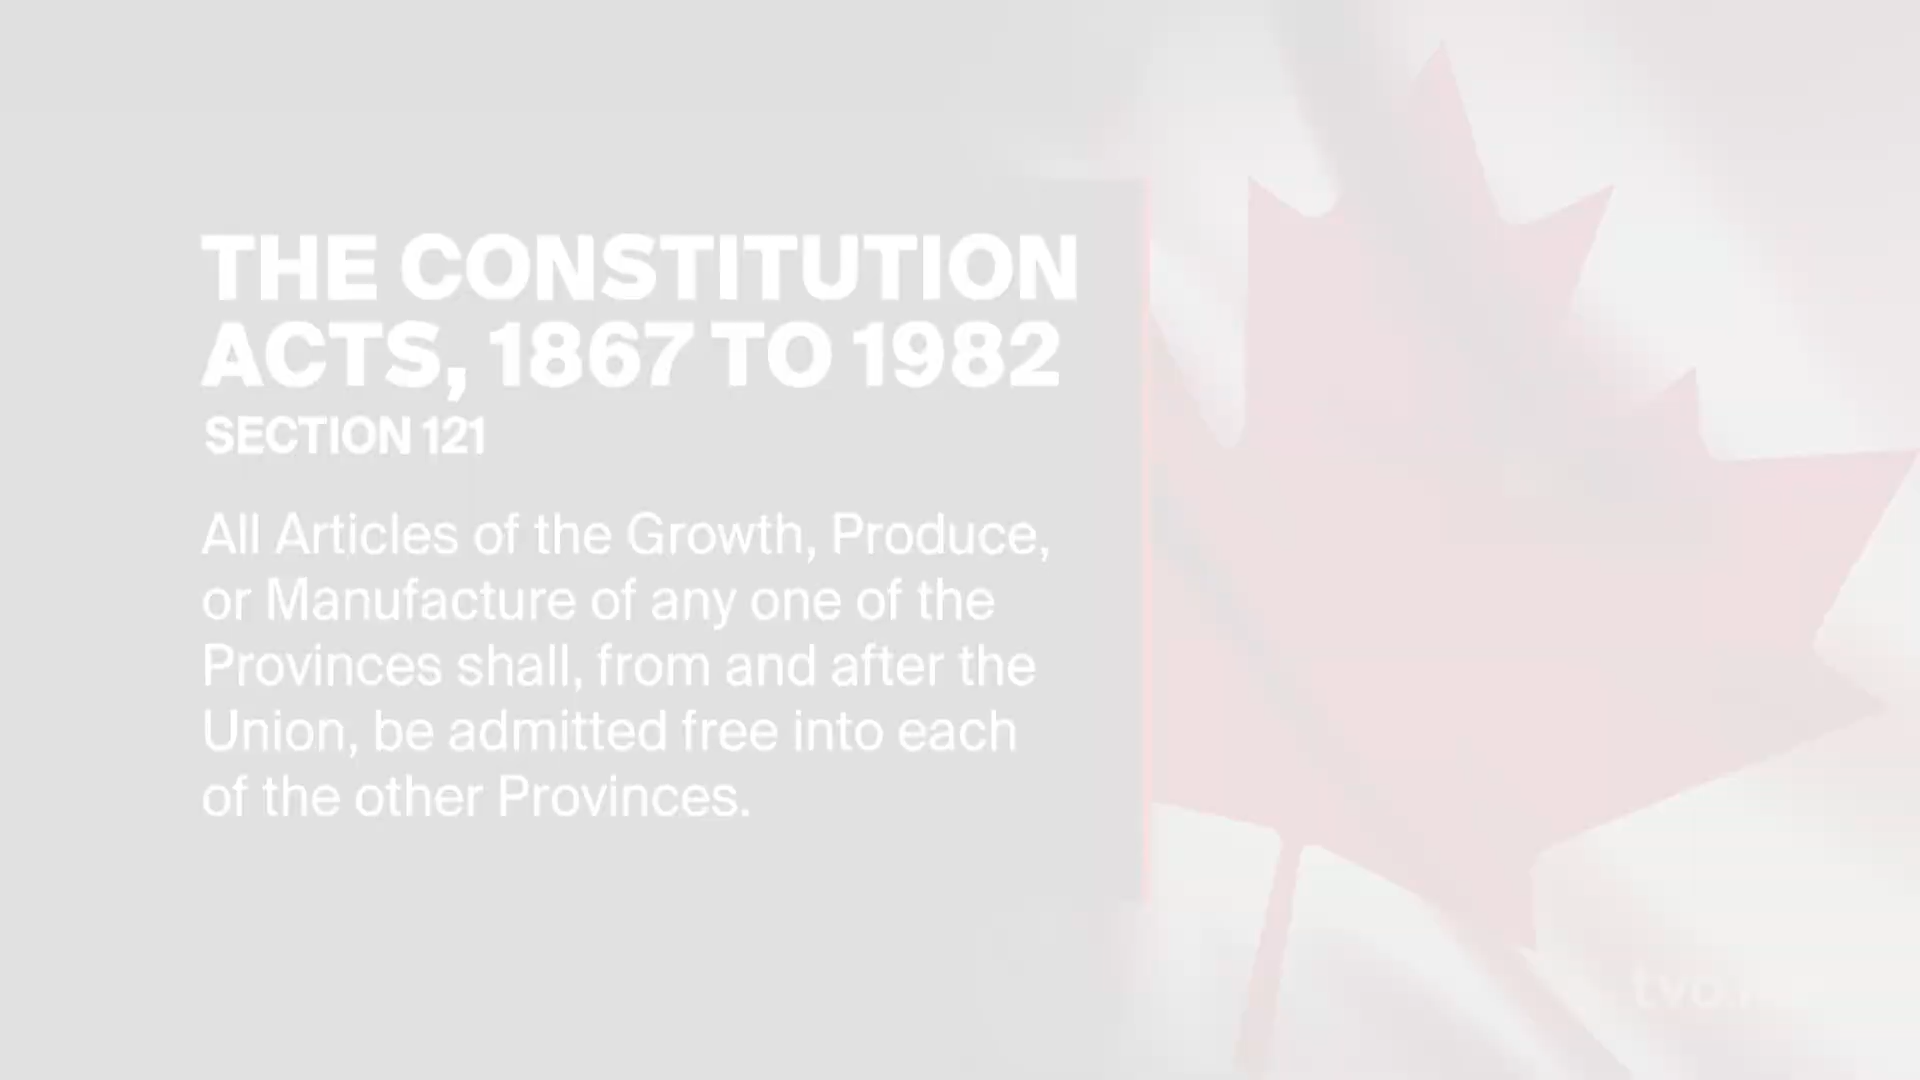 THE CONSTITUTION
ACTS, 1867 TO 1982
SECTION 121
All Articles of the Growth, Produce,
or Manufacture of any one of the
Provinces shall, from and after the
Union, be admitted free into each
of the other Provinces.
tvo